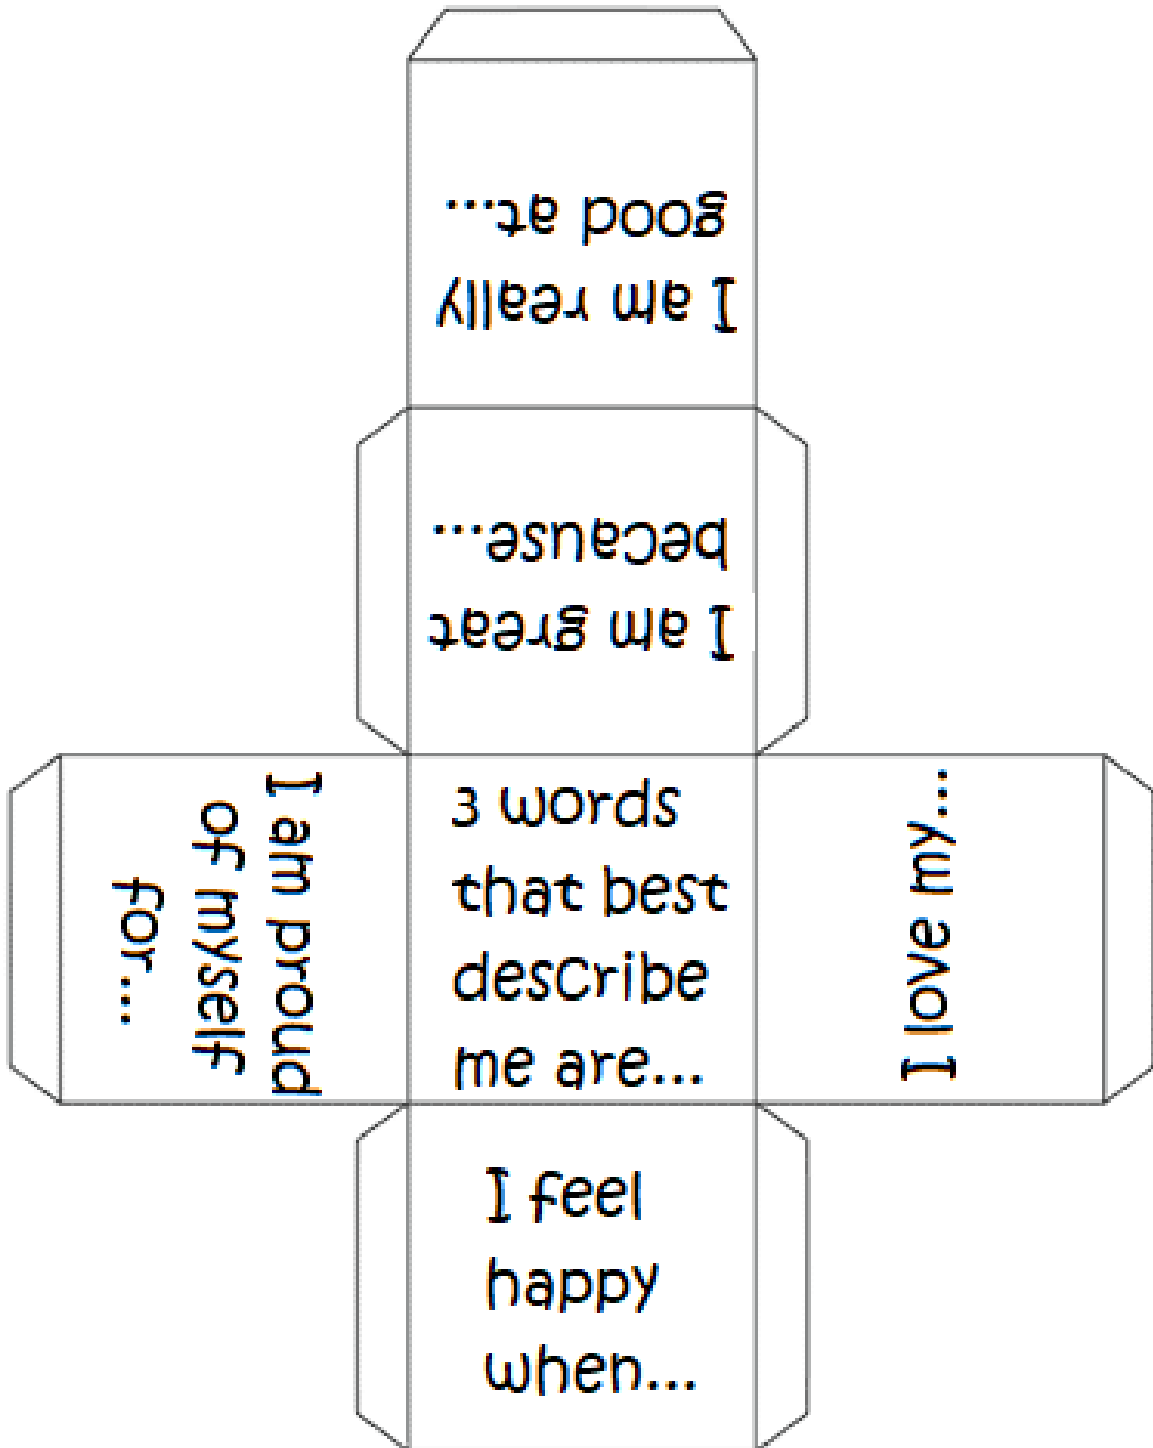 I am really
good at...
I am great
because...
I am proud
of myself
for...
3 words
that best
describe
me are...
I love my...
I feel
happy
when...